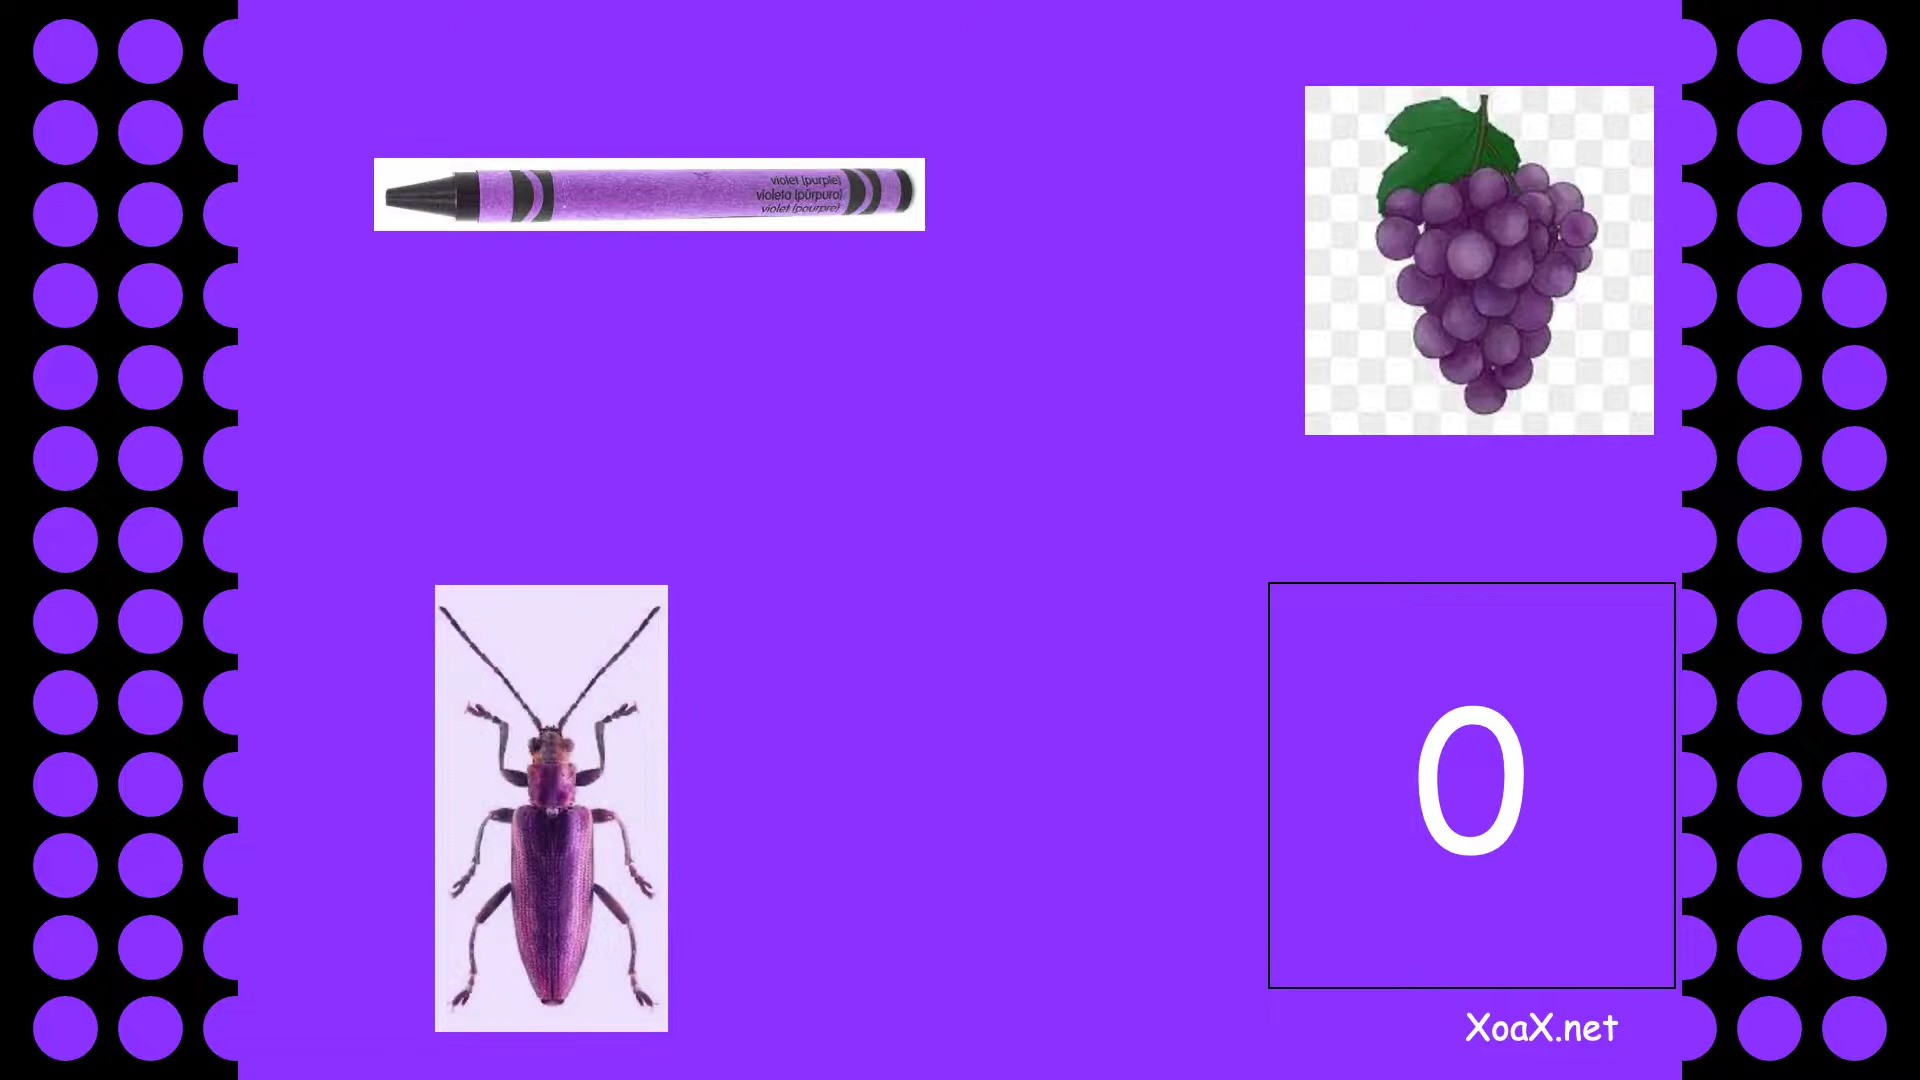 violet (purple)
violeta (púrpura)
violet (pourpre)
0
XoaX.net